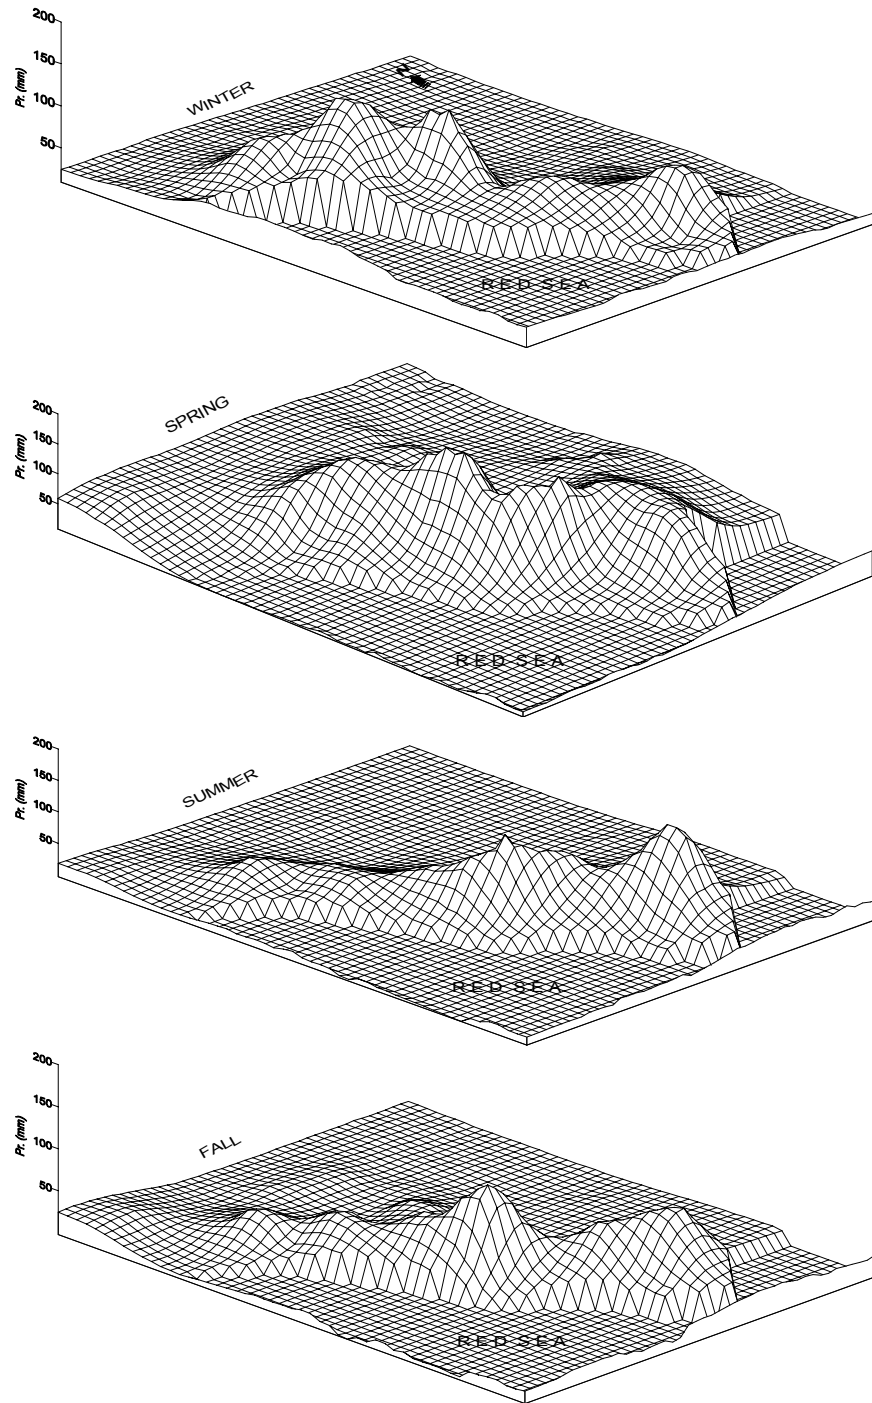 200
150
100
50
Pr. (mm)
WINTER
N
RED SEA
200
150
100
50
Pr. (mm)
SPRING
RED SEA
200
150
100
50
Pr. (mm)
SUMMER
RED SEA
200
150
100
50
Pr. (mm)
FALL
RED SEA